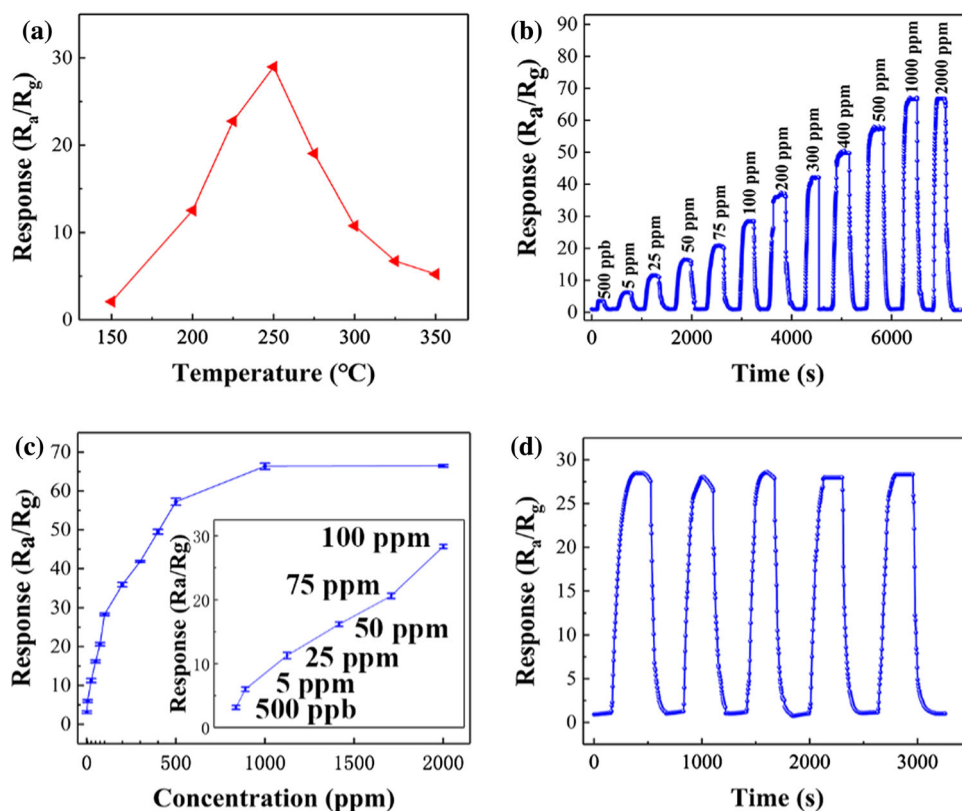 (a)
Response (Ra/Rg)
30
20
10
0
150 200 250 300 350
Temperature (°C)
(b)
Response (Ra/Rg)
90
80
70
60
50
40
30
20
10
0
500 ppb
5 ppm
25 ppm
50 ppm
75 ppm
100 ppm
200 ppm
300 ppm
400 ppm
500 ppm
1000 ppm
2000 ppm
0 2000 4000 6000
Time (s)
(c)
Response (Ra/Rg)
70
60
50
40
30
20
10
0
Response (Ra/Rg)
30
20
10
0
100 ppm
75 ppm
50 ppm
25 ppm
5 ppm
500 ppb
0 500 1000 1500 2000
Concentration (ppm)
(d)
Response (Ra/Rg)
30
25
20
15
10
5
0
0 1000 2000 3000
Time (s)